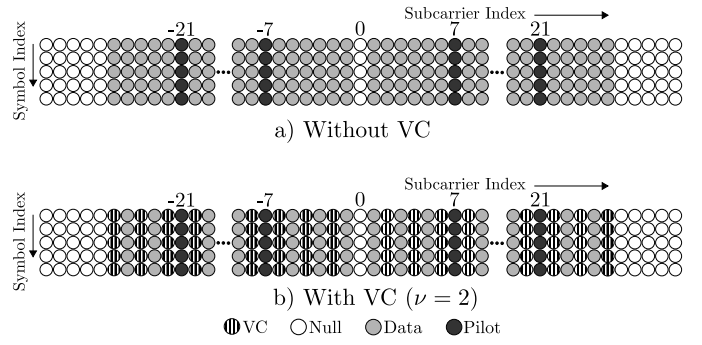 Subcarrier Index
-21 -7 0 7 21
Symbol Index
...
...
a) Without VC
Subcarrier Index
-21 -7 0 7 21
Symbol Index
...
...
b) With VC (ν = 2)
VC Null Data Pilot